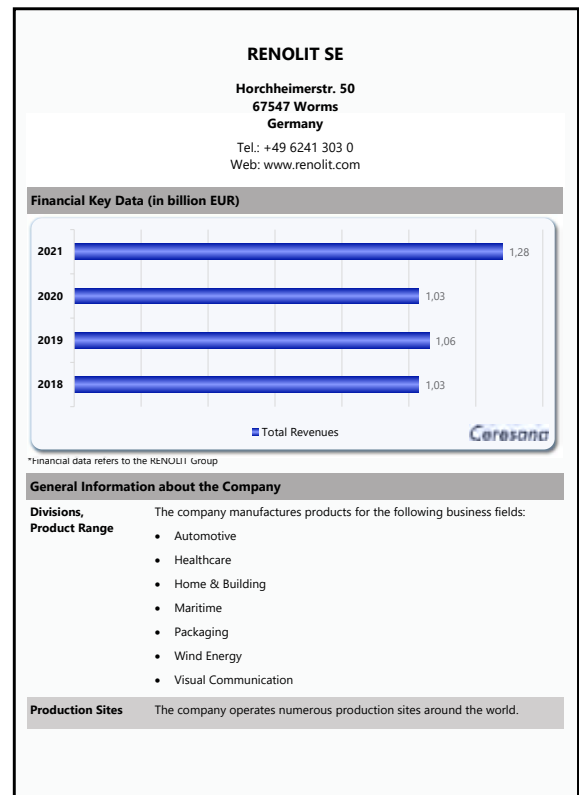 RENOLIT SE
Horchheimerstr. 50
67547 Worms
Germany
Tel.: +49 6241 303 0
Web: www.renolit.com
Financial Key Data (in billion EUR)
2021 1,28
2020 1,03
2019 1,06
2018 1,03
Total Revenues
Ceresana
*Financial data refers to the RENOLIT Group
General Information about the Company
Divisions, Product Range
The company manufactures products for the following business fields:
• Automotive
• Healthcare
• Home & Building
• Maritime
• Packaging
• Wind Energy
• Visual Communication
Production Sites The company operates numerous production sites around the world.